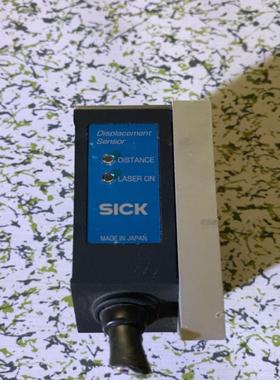 Displacement
Sensor
DISTANCE
LASER ON
SICK
MADE IN JAPAN